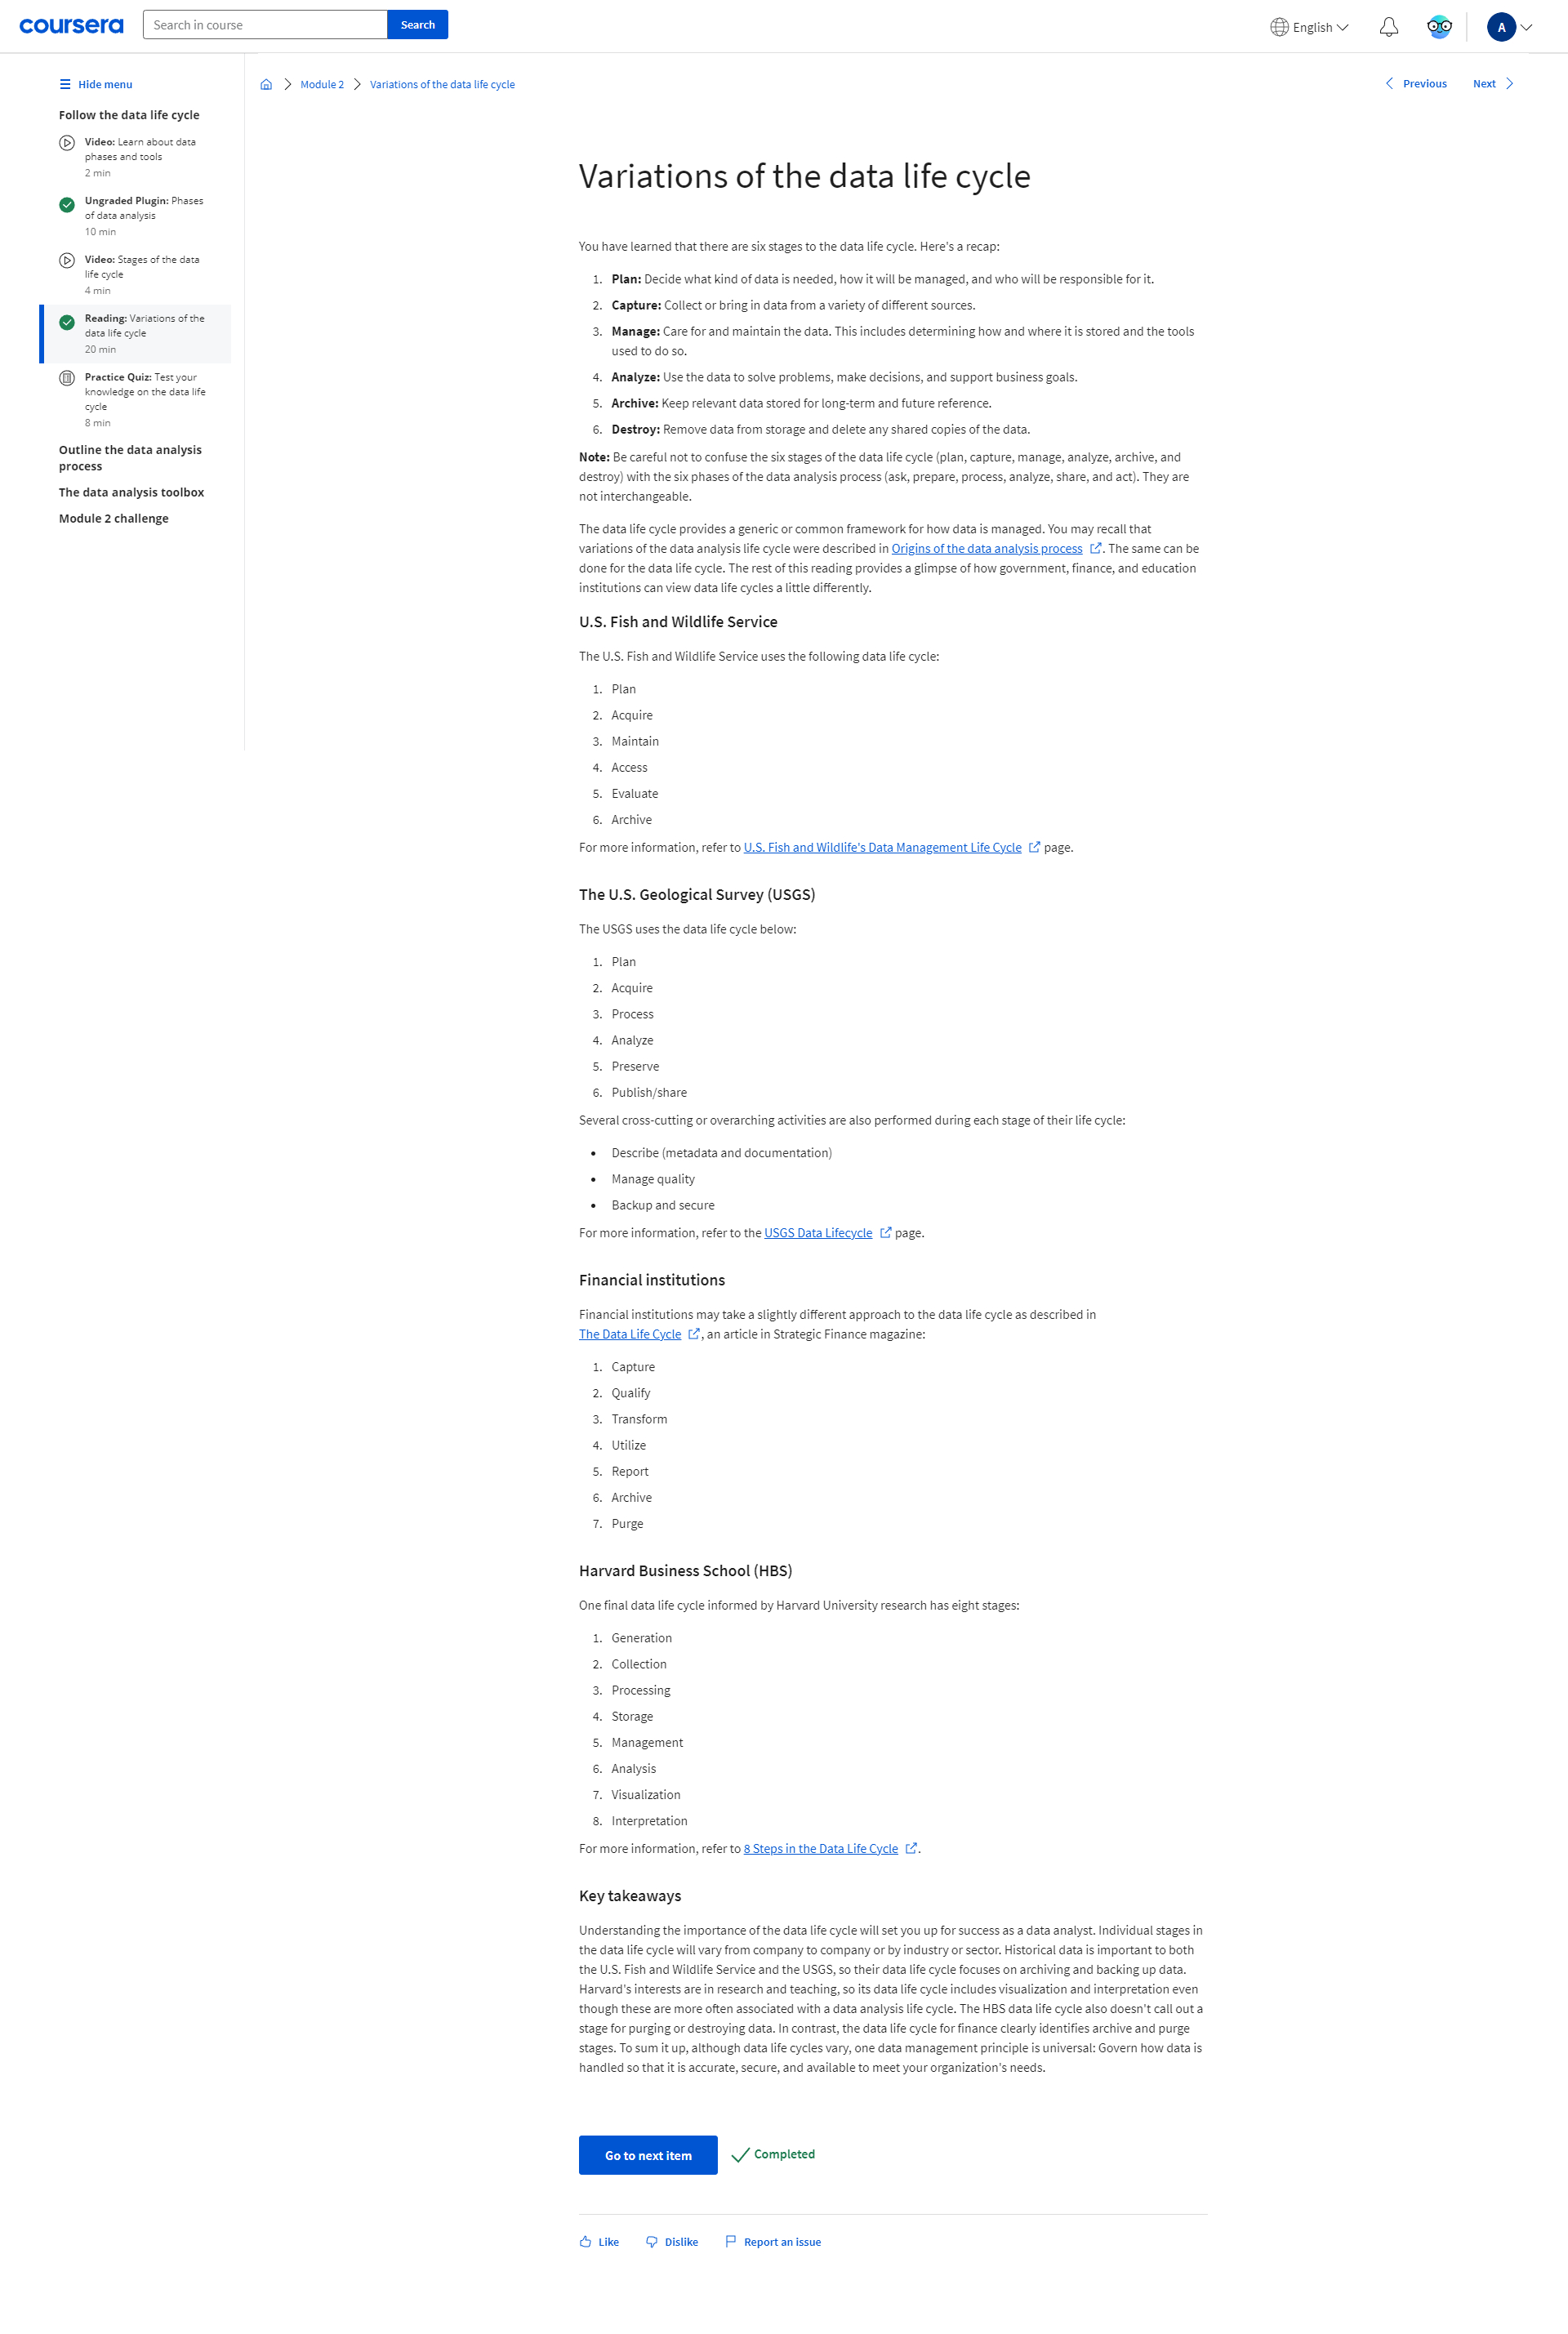 coursera
Search in course
Search
English
A
Hide menu
Follow the data life cycle
Video: Learn about data
phases and tools
2 min
Ungraded Plugin: Phases
of data analysis
10 min
Video: Stages of the data
life cycle
4 min
Reading: Variations of the
data life cycle
20 min
Practice Quiz: Test your
knowledge on the data life
cycle
8 min
Outline the data analysis
process
The data analysis toolbox
Module 2 challenge
Module 2
Variations of the data life cycle
Previous
Next
Variations of the data life cycle
You have learned that there are six stages to the data life cycle. Here's a recap:
1. Plan: Decide what kind of data is needed, how it will be managed, and who will be responsible for it.
2. Capture: Collect or bring in data from a variety of different sources.
3. Manage: Care for and maintain the data. This includes determining how and where it is stored and the tools
used to do so.
4. Analyze: Use the data to solve problems, make decisions, and support business goals.
5. Archive: Keep relevant data stored for long-term and future reference.
6. Destroy: Remove data from storage and delete any shared copies of the data.
Note: Be careful not to confuse the six stages of the data life cycle (plan, capture, manage, analyze, archive, and
destroy) with the six phases of the data analysis process (ask, prepare, process, analyze, share, and act). They are
not interchangeable.
The data life cycle provides a generic or common framework for how data is managed. You may recall that
variations of the data analysis life cycle were described in Origins of the data analysis process. The same can be
done for the data life cycle. The rest of this reading provides a glimpse of how government, finance, and education
institutions can view data life cycles a little differently.
U.S. Fish and Wildlife Service
The U.S. Fish and Wildlife Service uses the following data life cycle:
1. Plan
2. Acquire
3. Maintain
4. Access
5. Evaluate
6. Archive
For more information, refer to U.S. Fish and Wildlife's Data Management Life Cycle page.
The U.S. Geological Survey (USGS)
The USGS uses the data life cycle below:
1. Plan
2. Acquire
3. Process
4. Analyze
5. Preserve
6. Publish/share
Several cross-cutting or overarching activities are also performed during each stage of their life cycle:
• Describe (metadata and documentation)
• Manage quality
• Backup and secure
For more information, refer to the USGS Data Lifecycle page.
Financial institutions
Financial institutions may take a slightly different approach to the data life cycle as described in
The Data Life Cycle, an article in Strategic Finance magazine:
1. Capture
2. Qualify
3. Transform
4. Utilize
5. Report
6. Archive
7. Purge
Harvard Business School (HBS)
One final data life cycle informed by Harvard University research has eight stages:
1. Generation
2. Collection
3. Processing
4. Storage
5. Management
6. Analysis
7. Visualization
8. Interpretation
For more information, refer to 8 Steps in the Data Life Cycle.
Key takeaways
Understanding the importance of the data life cycle will set you up for success as a data analyst. Individual stages in
the data life cycle will vary from company to company or by industry or sector. Historical data is important to both
the U.S. Fish and Wildlife Service and the USGS, so their data life cycle focuses on archiving and backing up data.
Harvard's interests are in research and teaching, so its data life cycle includes visualization and interpretation even
though these are more often associated with a data analysis life cycle. The HBS data life cycle also doesn't call out a
stage for purging or destroying data. In contrast, the data life cycle for finance clearly identifies archive and purge
stages. To sum it up, although data life cycles vary, one data management principle is universal: Govern how data is
handled so that it is accurate, secure, and available to meet your organization's needs.
Go to next item
Completed
Like
Dislike
Report an issue